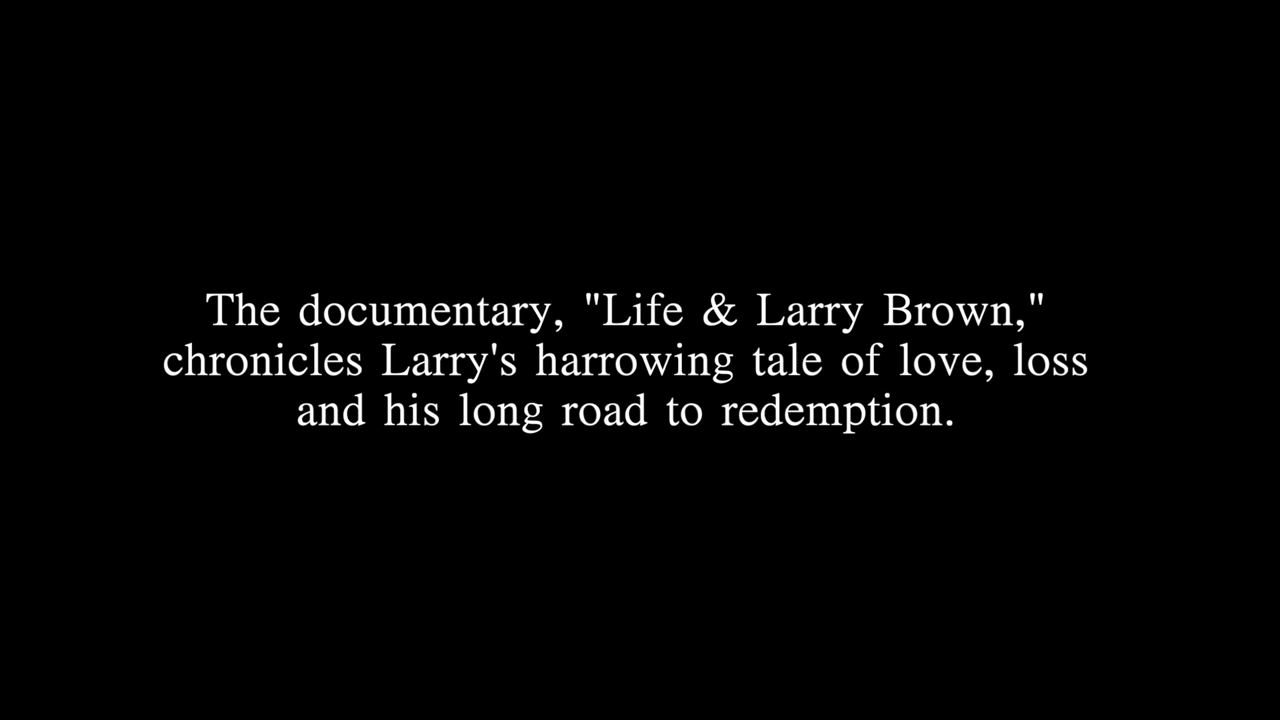 The documentary, "Life & Larry Brown,"
chronicles Larry's harrowing tale of love, loss
and his long road to redemption.